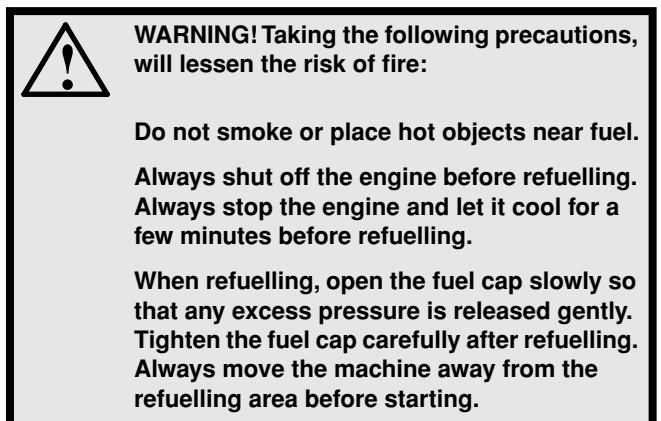 WARNING! Taking the following precautions,
will lessen the risk of fire:
Do not smoke or place hot objects near fuel.
Always shut off the engine before refuelling.
Always stop the engine and let it cool for a
few minutes before refuelling.
When refuelling, open the fuel cap slowly so
that any excess pressure is released gently.
Tighten the fuel cap carefully after refuelling.
Always move the machine away from the
refuelling area before starting.